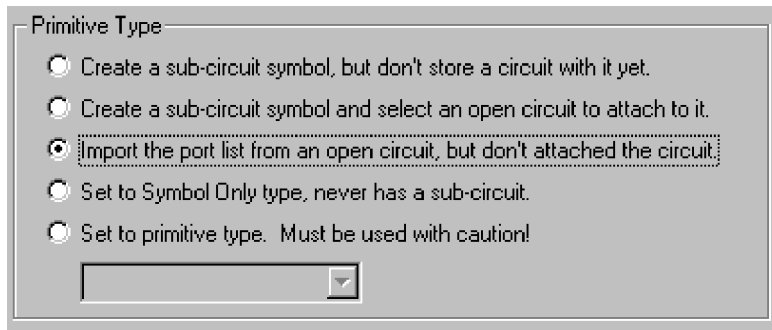 Primitive Type
Create a sub-circuit symbol, but don't store a circuit with it yet.
Create a sub-circuit symbol and select an open circuit to attach to it.
Import the port list from an open circuit, but don't attached the circuit.
Set to Symbol Only type, never has a sub-circuit.
Set to primitive type.  Must be used with caution!